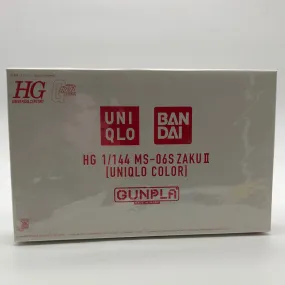 HG
UNI
QLO
BAN
DAI
HG 1/144 MS-06S ZAKU II
[UNIQLO COLOR]
GUNPLA